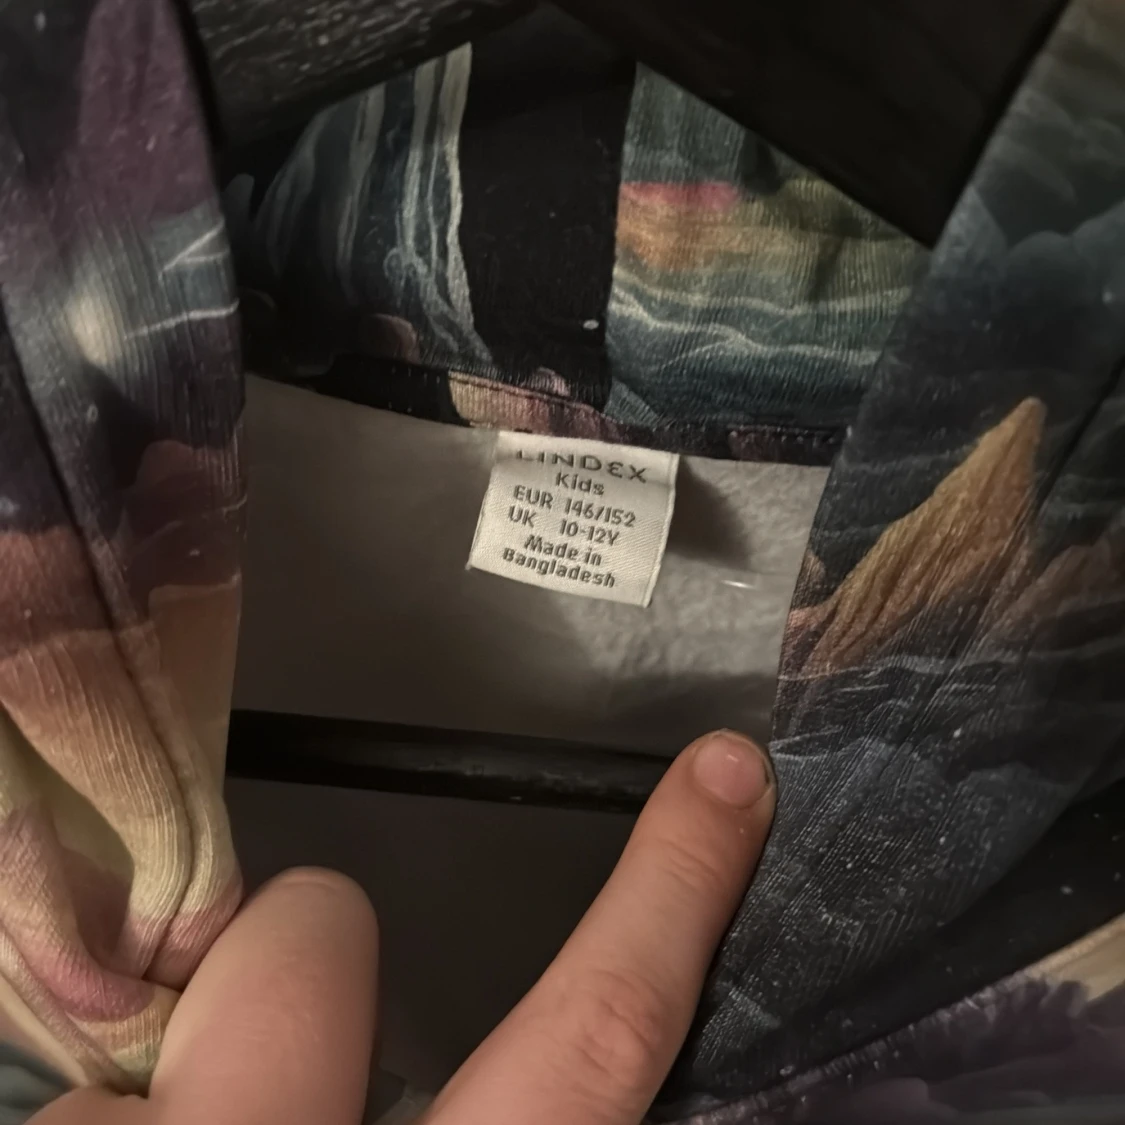 LINDEX
Kids
EUR 146/152
UK 10-12Y
Made in
Bangladesh